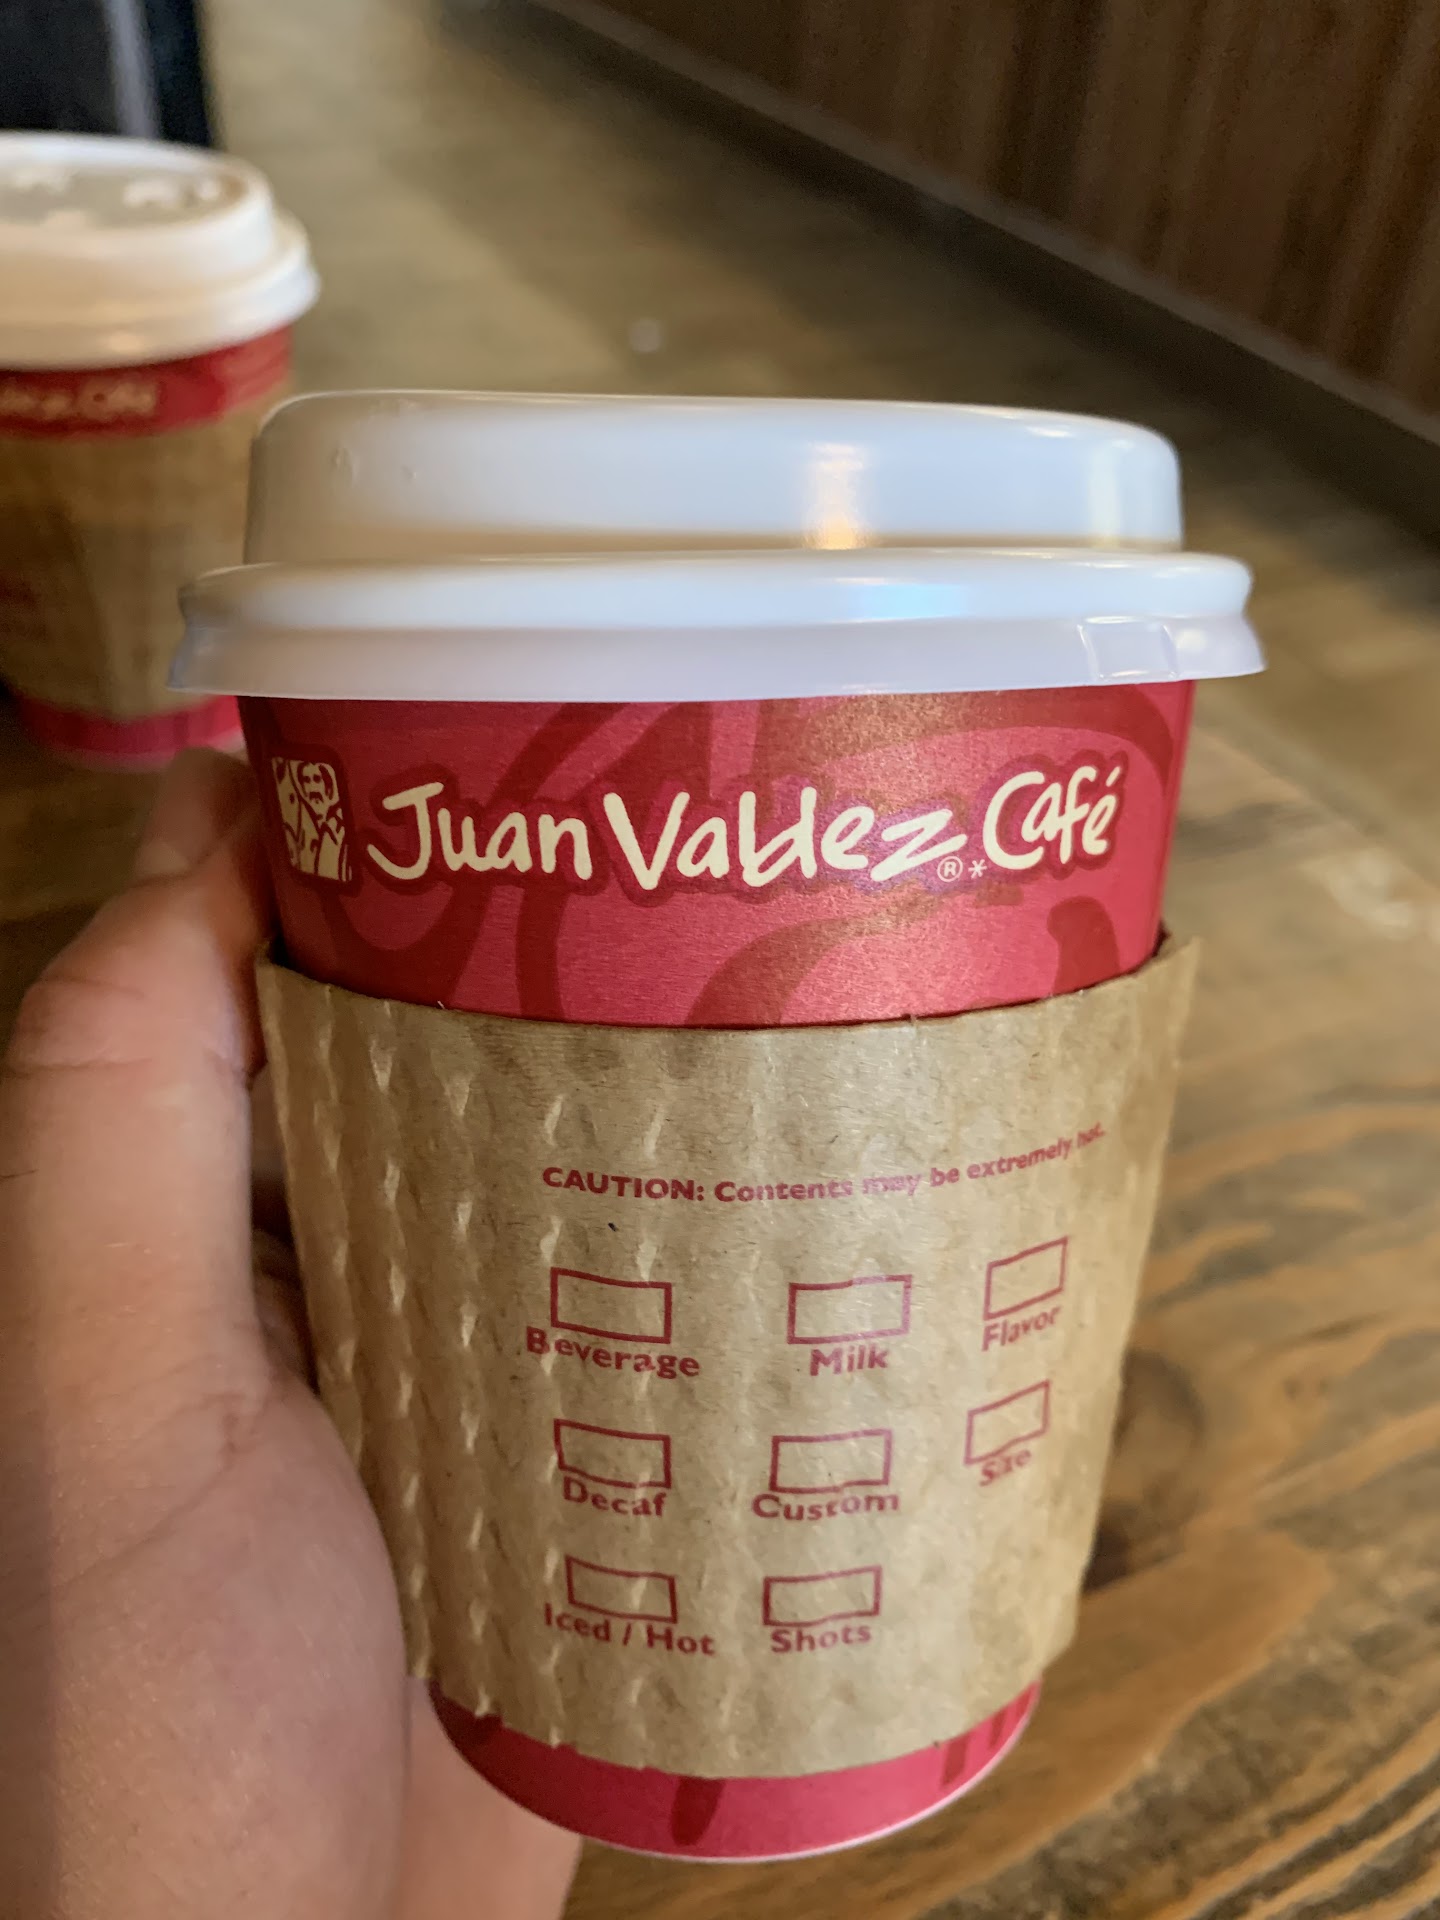 Juan Valdez® * Café
CAUTION: Contents may be extremely hot.
Beverage Milk Flavor
Decaf Custom Size
Iced / Hot Shots